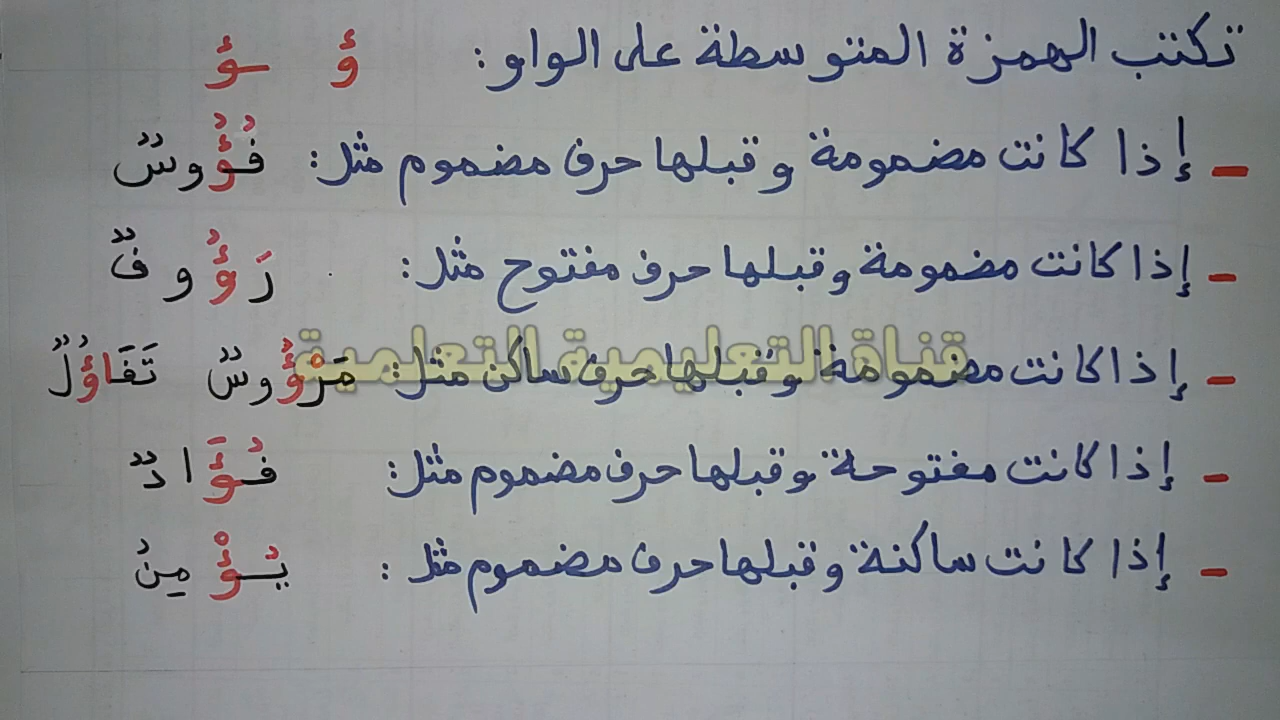 تكتب الهمزة المتوسطة على الواو: ؤ ـؤ
- إذا كانت مضمومة وقبلها حرف مضموم مثل: فُؤُوسٌ
- إذا كانت مضمومة وقبلها حرف مفتوح مثل: رَؤُوفٌ
- إذا كانت مضمومة وقبلها حرف ساكن مثل: مَرْؤُوسٌ تَفَاؤُلٌ
قناة التعليمية التعلمية
- إذا كانت مفتوحة وقبلها حرف مضموم مثل: فُؤَادٌ
- إذا كانت ساكنة وقبلها حرف مضموم مثل: يُؤْمِنُ